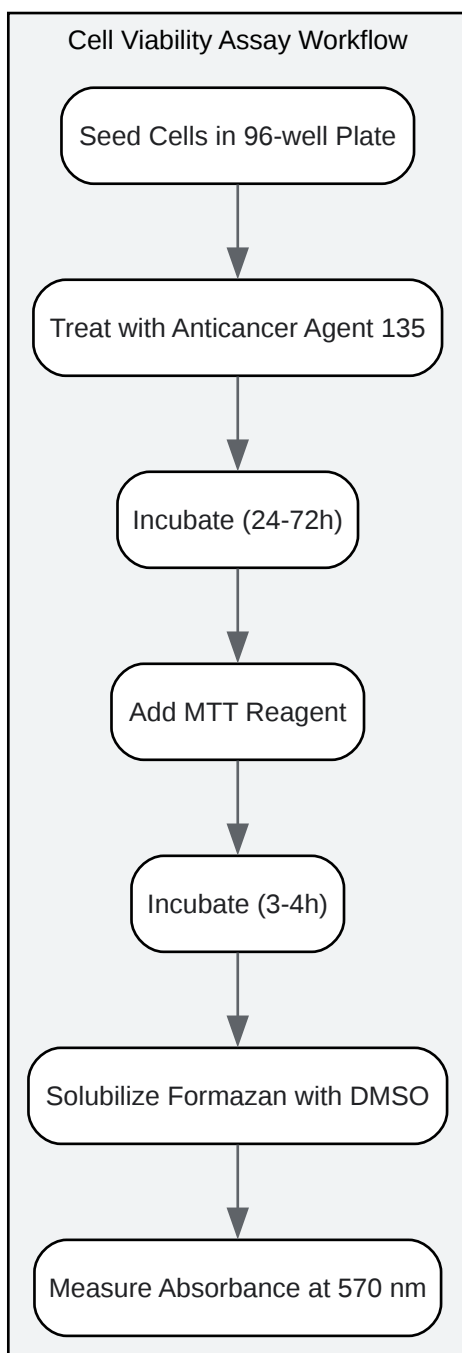 Cell Viability Assay Workflow
Seed Cells in 96-well Plate
Treat with Anticancer Agent 135
Incubate (24-72h)
Add MTT Reagent
Incubate (3-4h)
Solubilize Formazan with DMSO
Measure Absorbance at 570 nm